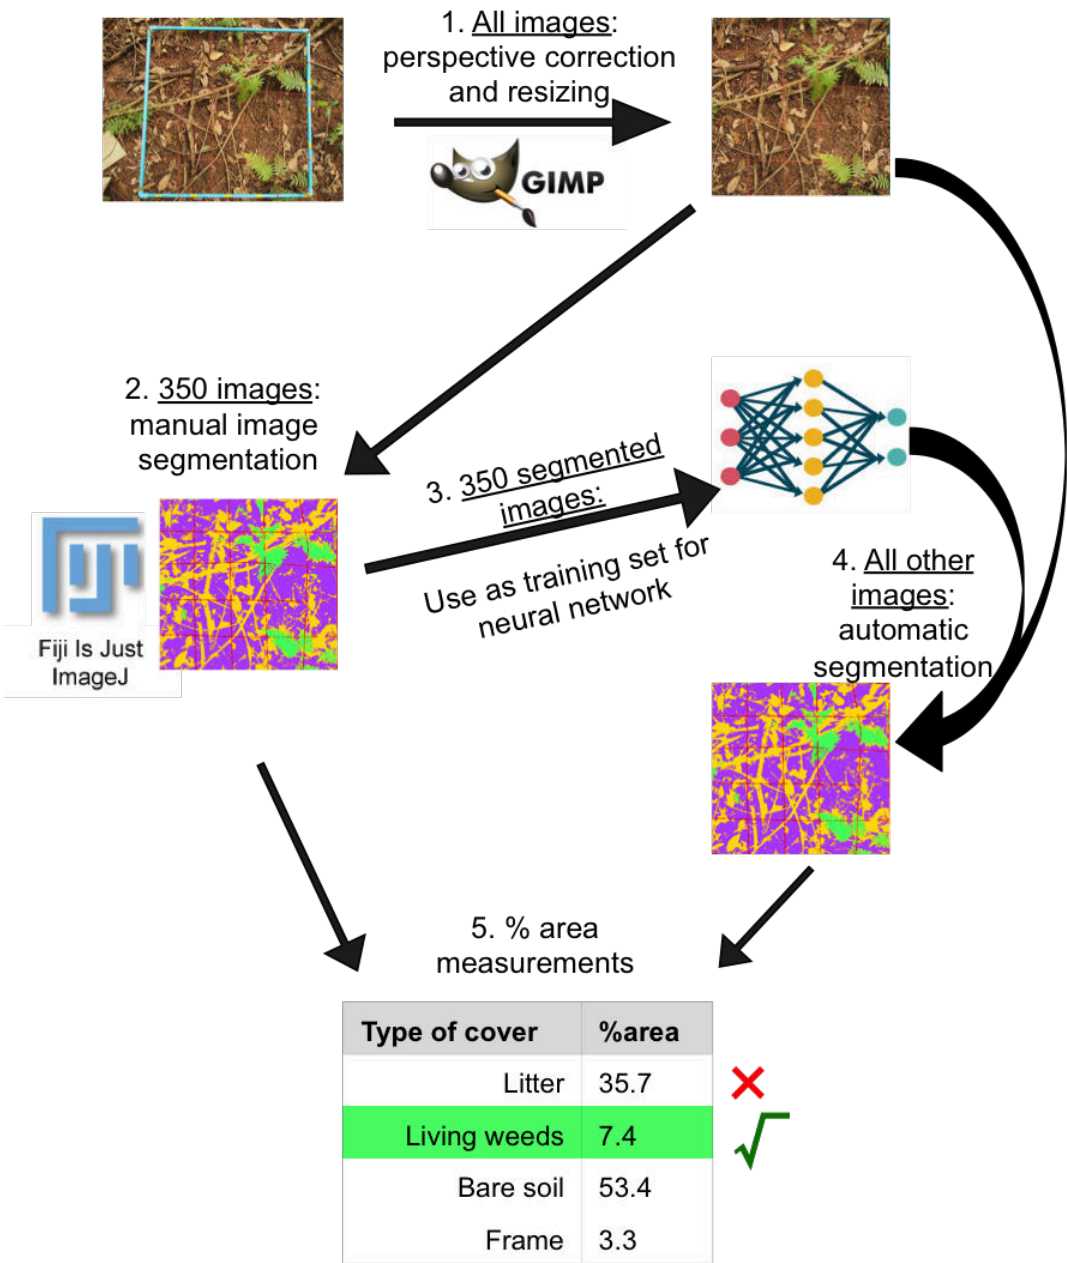 1. All images:
perspective correction
and resizing
GIMP
2. 350 images:
manual image
segmentation
3. 350 segmented
images:
Use as training set for
neural network
Fiji Is Just
ImageJ
4. All other
images:
automatic
segmentation
5. % area
measurements
Type of cover %area
Litter 35.7
Living weeds 7.4
Bare soil 53.4
Frame 3.3